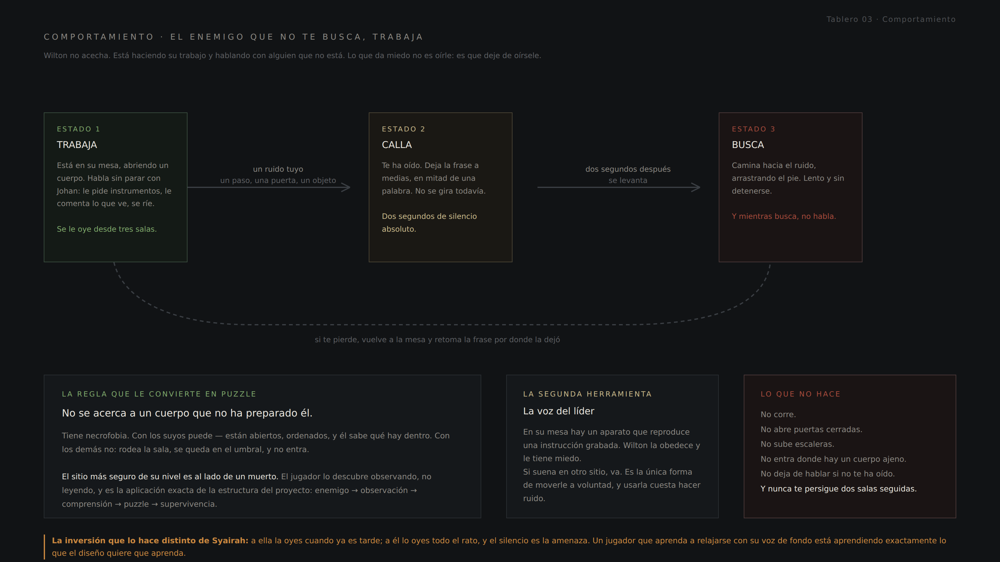 Tablero 03 · Comportamiento
COMPORTAMIENTO · EL ENEMIGO QUE NO TE BUSCA, TRABAJA
Wilton no acecha. Está haciendo su trabajo y hablando con alguien que no está. Lo que da miedo no es oírle: es que deje de oírsele.
ESTADO 1
TRABAJA
Está en su mesa, abriendo un
cuerpo. Habla sin parar con
Johan: le pide instrumentos, le
comenta lo que ve, se ríe.
Se le oye desde tres salas.
un ruido tuyo
un paso, una puerta, un objeto
ESTADO 2
CALLA
Te ha oído. Deja la frase a
medias, en mitad de una
palabra. No se gira todavía.
Dos segundos de silencio
absoluto.
dos segundos después
se levanta
ESTADO 3
BUSCA
Camina hacia el ruido,
arrastrando el pie. Lento y sin
detenerse.
Y mientras busca, no habla.
si te pierde, vuelve a la mesa y retoma la frase por donde la dejó
LA REGLA QUE LE CONVIERTE EN PUZZLE
No se acerca a un cuerpo que no ha preparado él.
Tiene necrofobia. Con los suyos puede — están abiertos, ordenados, y él sabe qué hay dentro. Con
los demás no: rodea la sala, se queda en el umbral, y no entra.
El sitio más seguro de su nivel es al lado de un muerto. El jugador lo descubre observando, no
leyendo, y es la aplicación exacta de la estructura del proyecto: enemigo → observación →
comprensión → puzzle → supervivencia.
LA SEGUNDA HERRAMIENTA
La voz del líder
En su mesa hay un aparato que reproduce
una instrucción grabada. Wilton la obedece y
le tiene miedo.
Si suena en otro sitio, va. Es la única forma
de moverle a voluntad, y usarla cuesta hacer
ruido.
LO QUE NO HACE
No corre.
No abre puertas cerradas.
No sube escaleras.
No entra donde hay un cuerpo ajeno.
No deja de hablar si no te ha oído.
Y nunca te persigue dos salas seguidas.
La inversión que lo hace distinto de Syairah: a ella la oyes cuando ya es tarde; a él lo oyes todo el rato, y el silencio es la amenaza. Un jugador que aprenda a relajarse con su voz de fondo está aprendiendo exactamente lo
que el diseño quiere que aprenda.